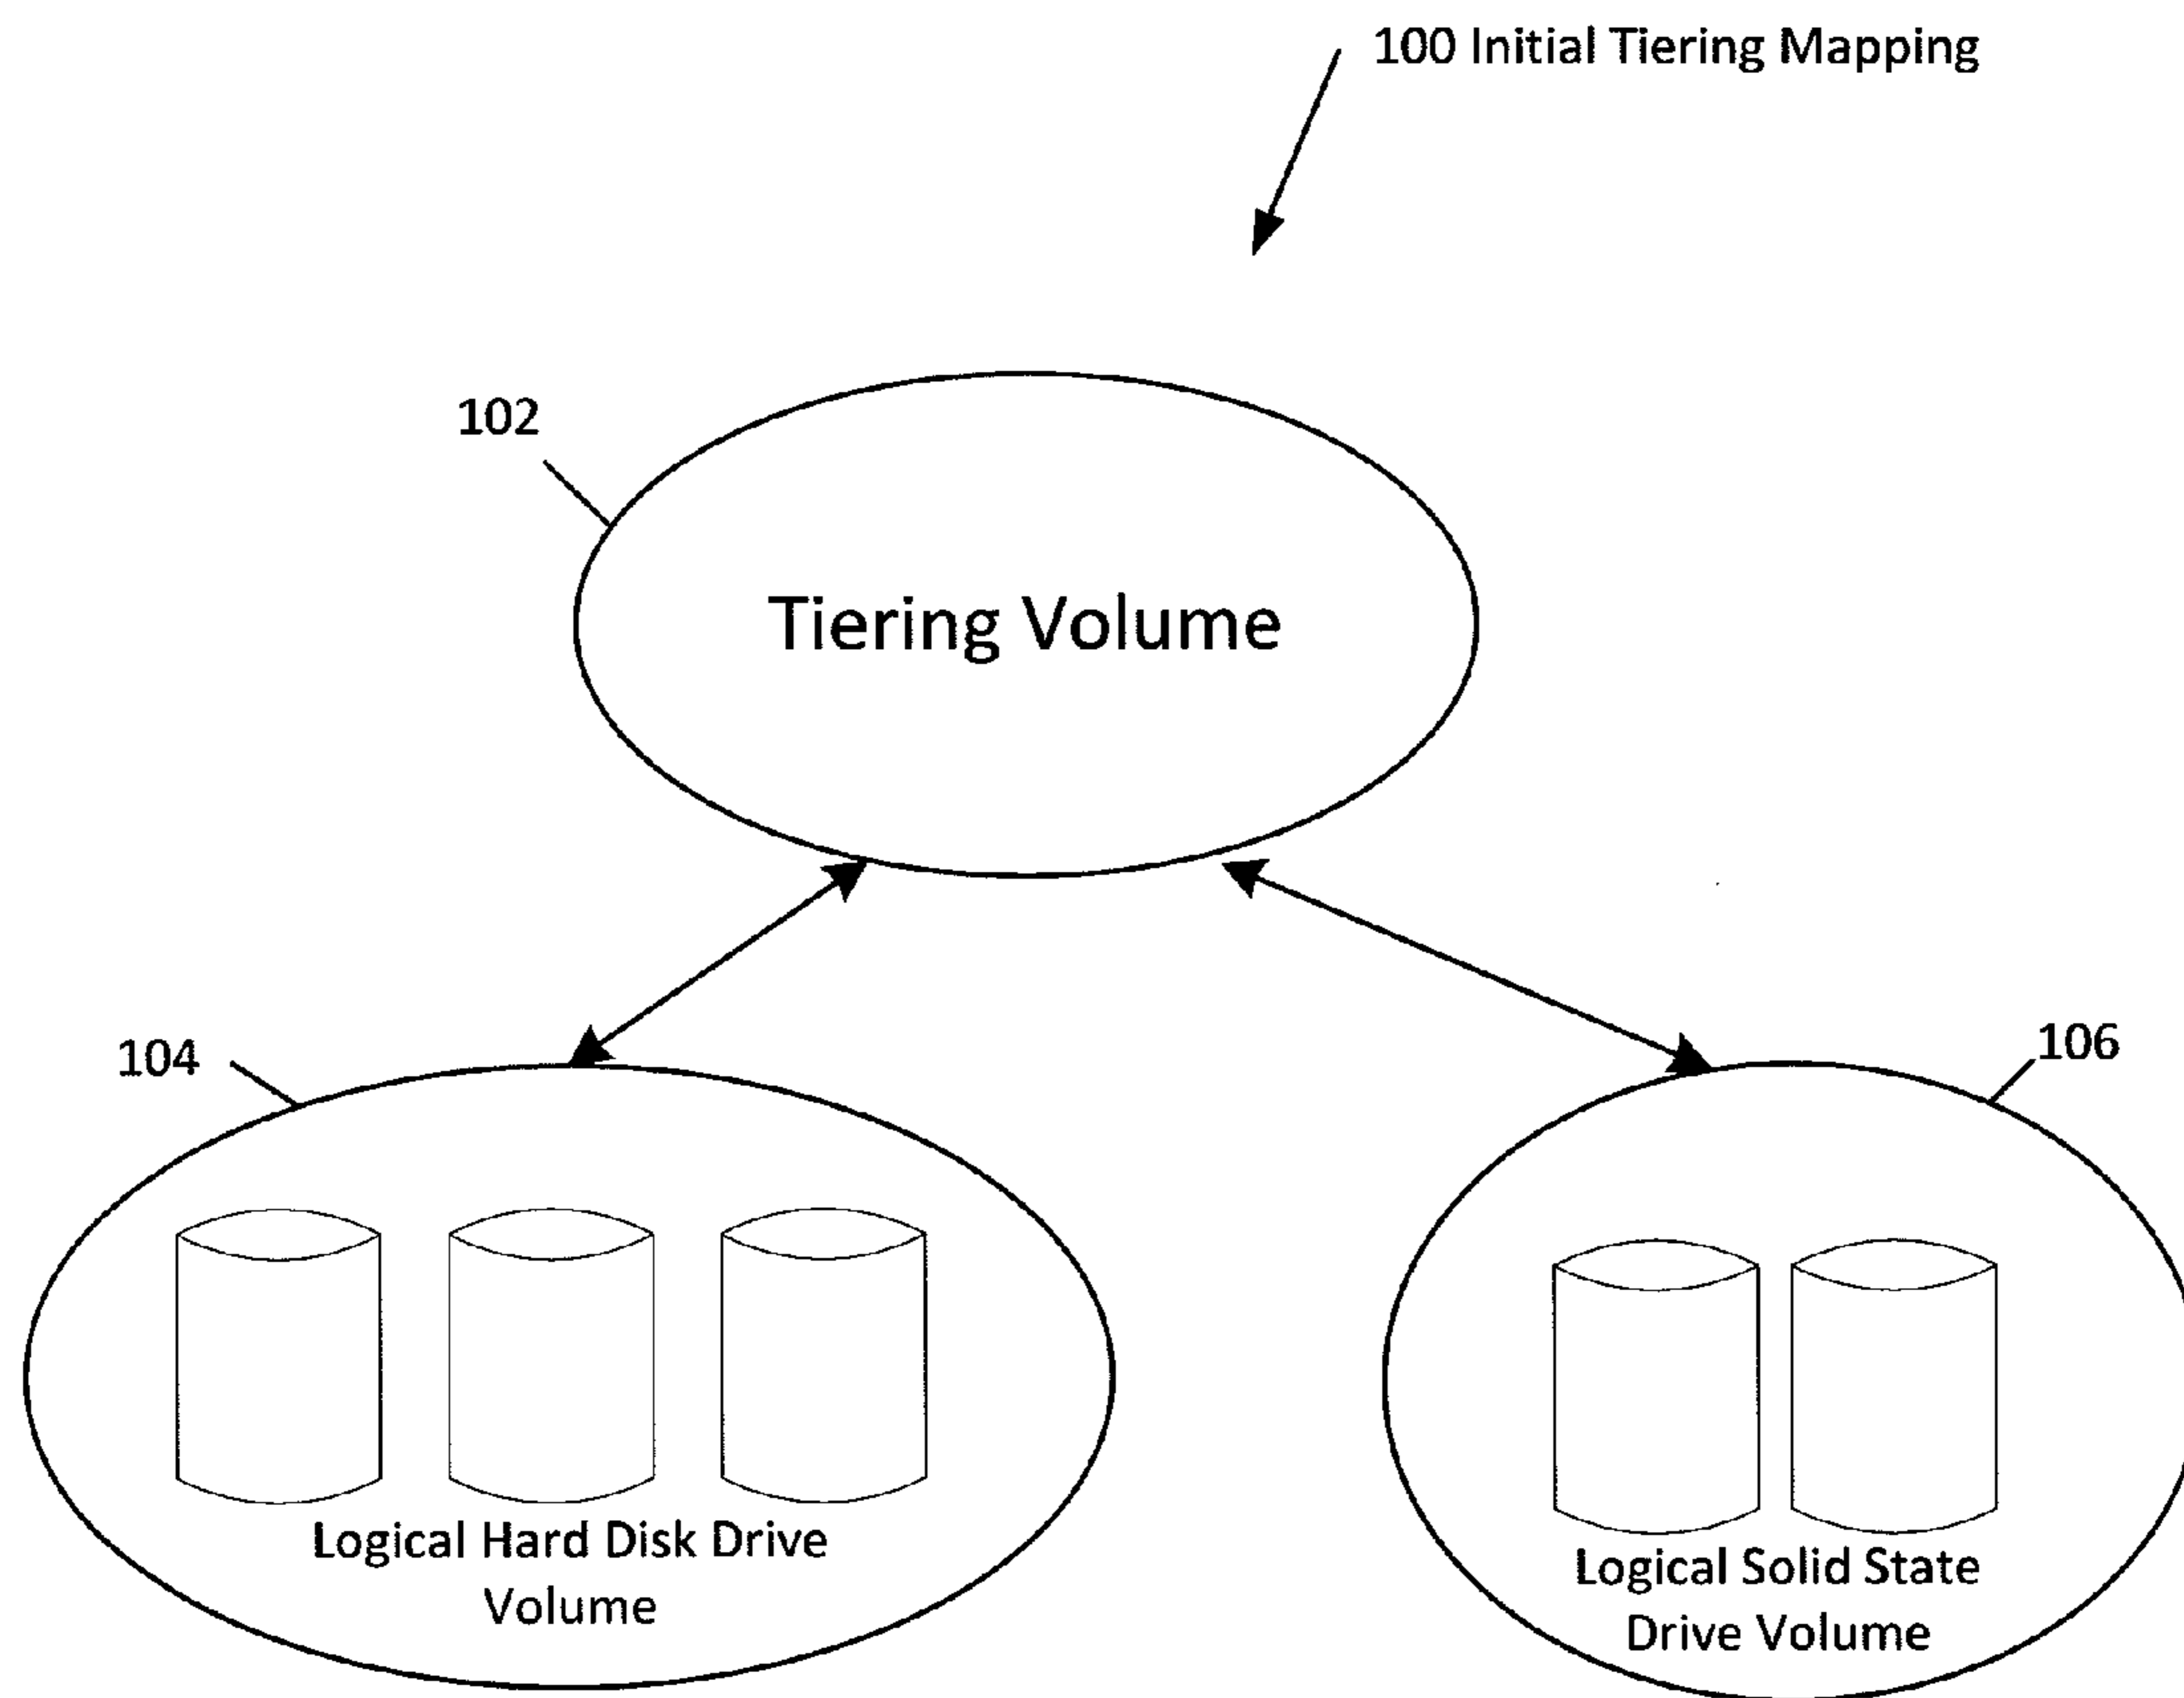 100 Initial Tiering Mapping
102
Tiering Volume
104
106
Logical Hard Disk Drive
Volume
Logical Solid State
Drive Volume